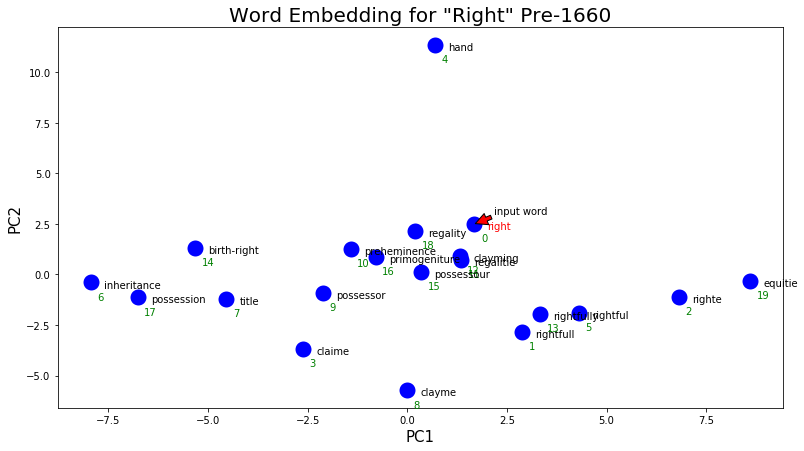 Word Embedding for "Right" Pre-1660
hand
4
10.0
7.5
5.0
2.5
0.0
−2.5
−5.0
PC2
input word
right
0
regality
18
birth-right
14
preheminence
10
primogeniture
16
clayming
12
regalitie
possessour
15
inheritance
6
possession
17
title
7
possessor
9
equitie
19
righte
2
rightfully
13
rightful
5
rightfull
1
claime
3
clayme
8
−7.5
−5.0
−2.5
0.0
2.5
5.0
7.5
PC1